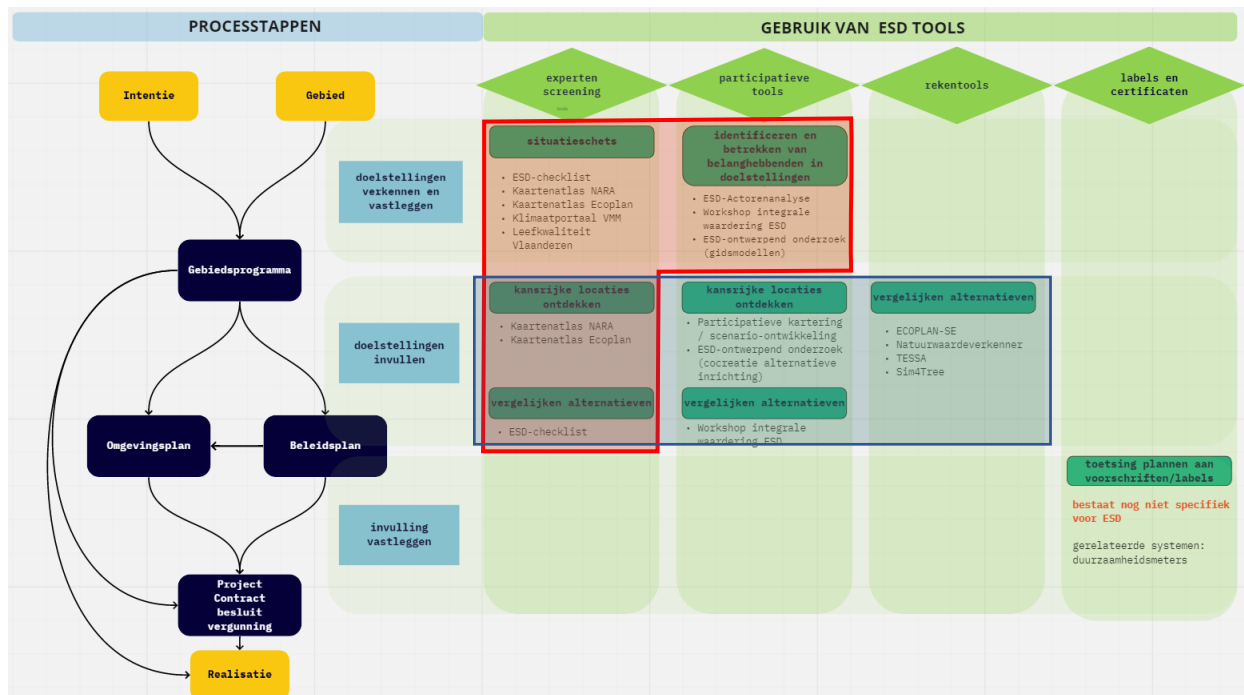 PROCESSTAPPEN
GEBRUIK VAN ESD TOOLS
Intentie
Gebied
experten
screening
participatieve
tools
rekentools
labels en
certificaten
doelstellingen
verkennen en
vastleggen
situatieschets
• ESD-checklist
• Kaartenatlas NARA
• Kaartenatlas Ecoplan
• Klimaatportaal VMM
• Leefkwaliteit
Vlaanderen
identificeren en
betrekken van
belanghebbenden in
doelstellingen
• ESD-Actorenanalyse
• Workshop integrale
waardering ESD
• ESD-ontwerpend onderzoek
(gidsmodellen)
Gebiedsprogramma
doelstellingen
invullen
kansrijke locaties
ontdekken
• Kaartenatlas NARA
• Kaartenatlas Ecoplan
vergelijken alternatieven
• ESD-checklist
kansrijke locaties
ontdekken
• Participatieve kartering
/ scenario-ontwikkeling
• ESD-ontwerpend onderzoek
(cocreatie alternatieve
inrichting)
vergelijken alternatieven
• Workshop integrale
waardering ESD
vergelijken alternatieven
• ECOPLAN-SE
• Natuurwaardeverkenner
• TESSA
• Sim4Tree
Omgevingsplan
Beleidsplan
invulling
vastleggen
toetsing plannen aan
voorschriften/labels
bestaat nog niet specifiek
voor ESD
gerelateerde systemen:
duurzaamheidsmeters
Project
Contract
besluit
vergunning
Realisatie